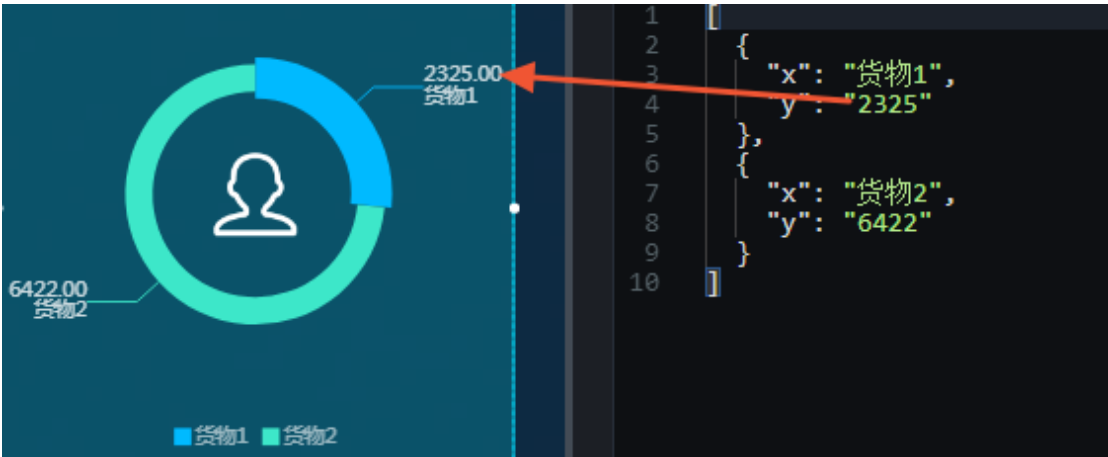 2325.00
货物1
6422.00
货物2
货物1 货物2
1 [
2 {
3 "x": "货物1",
4 "y": "2325"
5 },
6 {
7 "x": "货物2",
8 "y": "6422"
9 }
10 ]